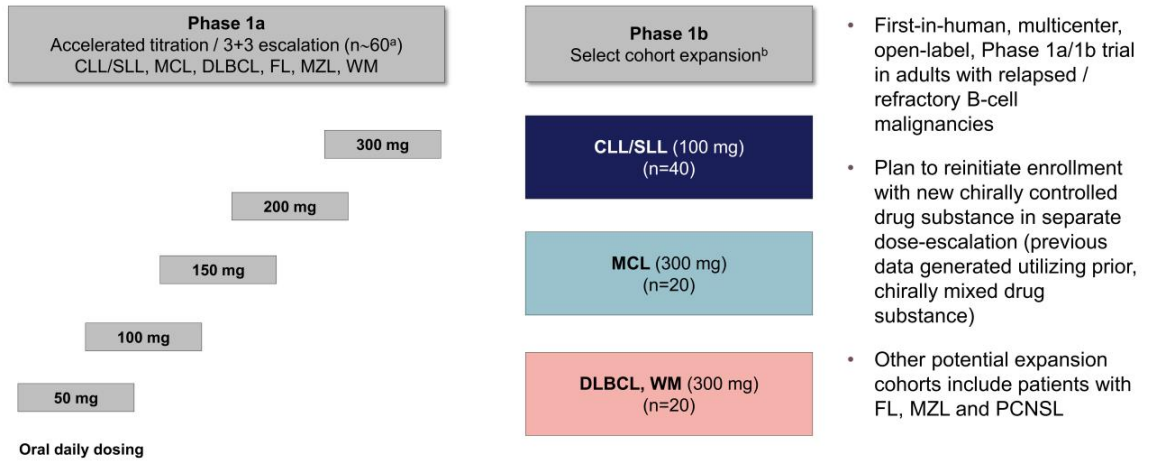 Phase 1a
Accelerated titration / 3+3 escalation (n~60ᵃ)
CLL/SLL, MCL, DLBCL, FL, MZL, WM
300 mg
200 mg
150 mg
100 mg
50 mg
Oral daily dosing
Phase 1b
Select cohort expansionᵇ
CLL/SLL (100 mg)
(n=40)
MCL (300 mg)
(n=20)
DLBCL, WM (300 mg)
(n=20)
• First-in-human, multicenter,
open-label, Phase 1a/1b trial
in adults with relapsed /
refractory B-cell
malignancies
• Plan to reinitiate enrollment
with new chirally controlled
drug substance in separate
dose-escalation (previous
data generated utilizing prior,
chirally mixed drug
substance)
• Other potential expansion
cohorts include patients with
FL, MZL and PCNSL